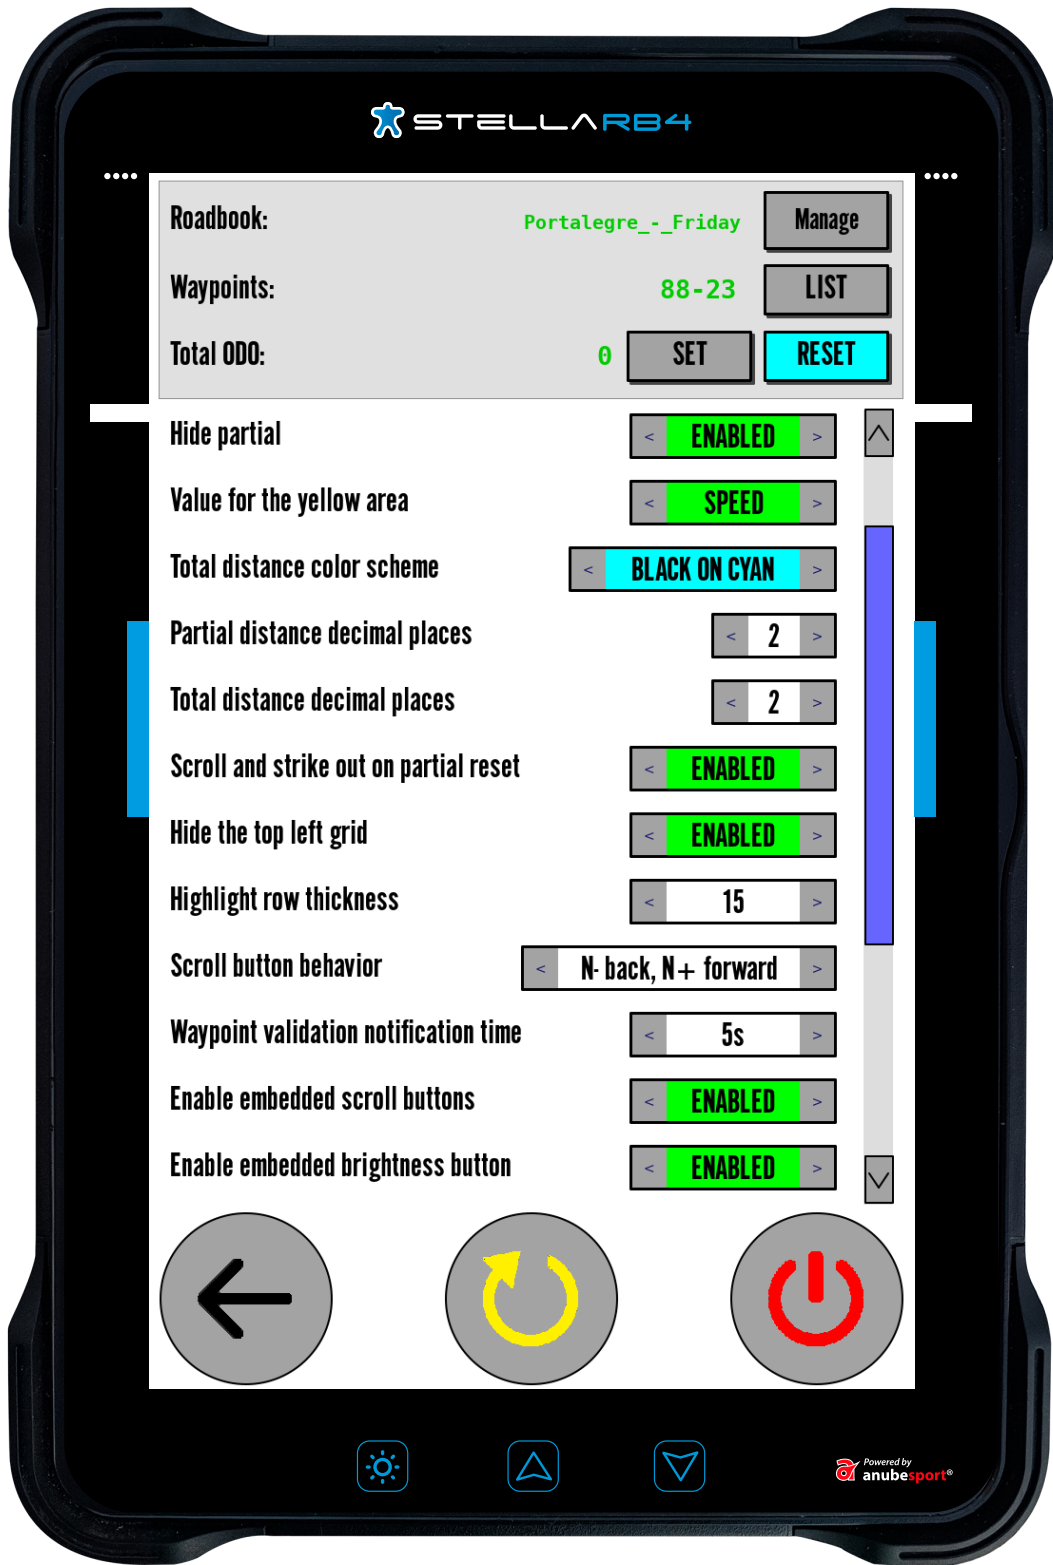 STELLARB4
Roadbook: Portalegre_-_Friday Manage
Waypoints: 88-23 LIST
Total ODO: 0 SET RESET
Hide partial < ENABLED >
Value for the yellow area < SPEED >
Total distance color scheme < BLACK ON CYAN >
Partial distance decimal places < 2 >
Total distance decimal places < 2 >
Scroll and strike out on partial reset < ENABLED >
Hide the top left grid < ENABLED >
Highlight row thickness < 15 >
Scroll button behavior < N- back, N+ forward >
Waypoint validation notification time < 5s >
Enable embedded scroll buttons < ENABLED >
Enable embedded brightness button < ENABLED >
Powered by
anubesport®